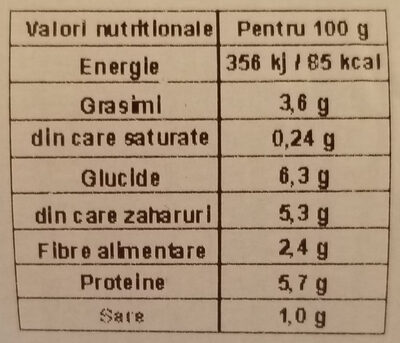 Valori nutritionale Pentru 100 g
Energie 356 kj / 85 kcal
Grasimi 3,6 g
din care saturate 0,24 g
Glucide 6,3 g
din care zaharuri 5,3 g
Fibre alimentare 2,4 g
Proteine 5,7 g
Sare 1,0 g